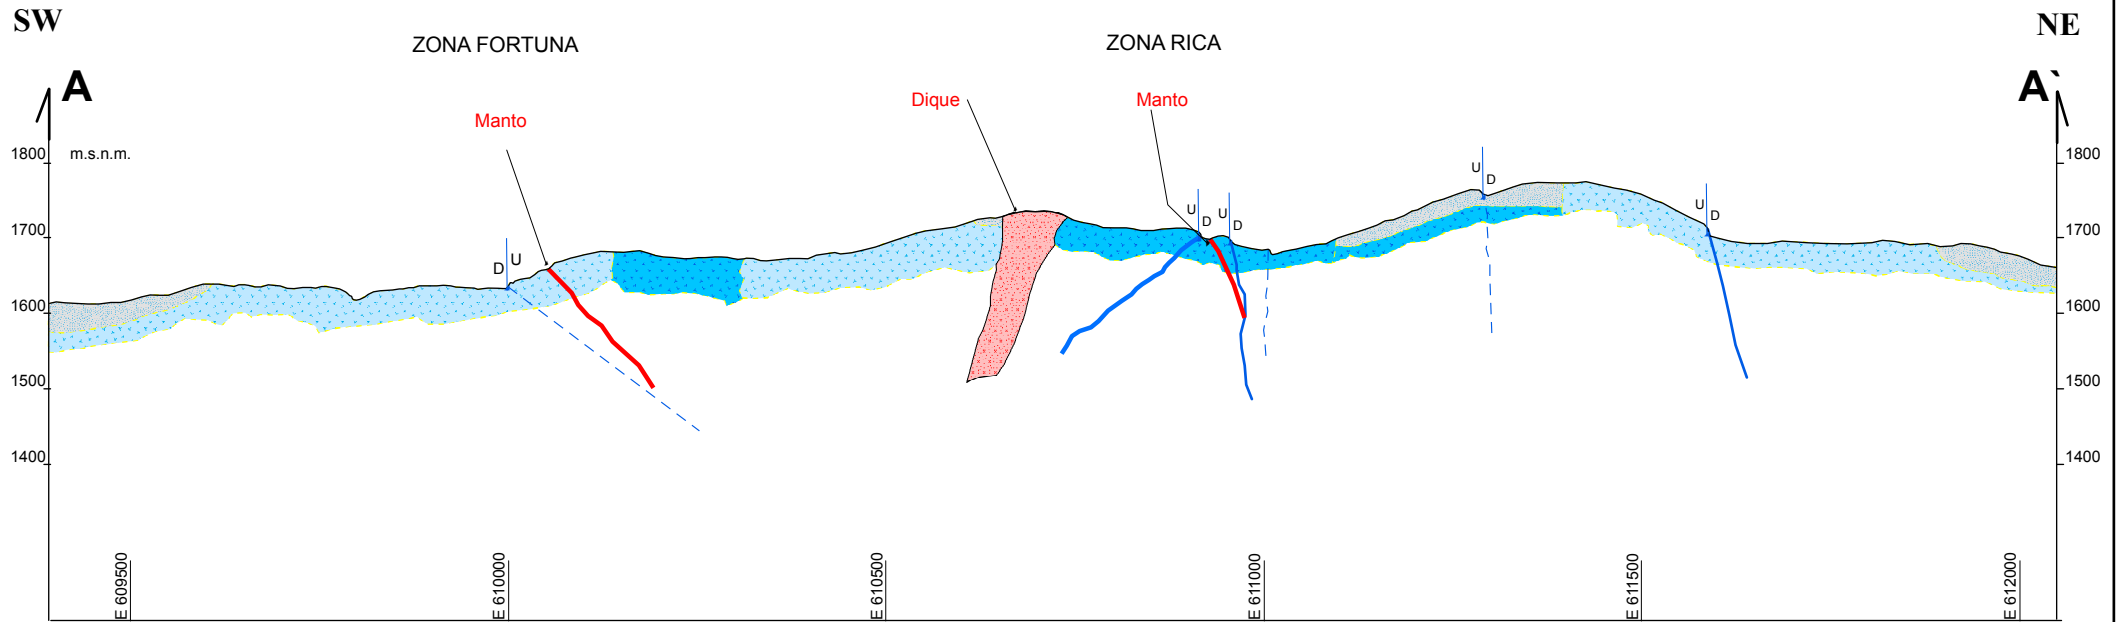 SW
NE
ZONA FORTUNA
ZONA RICA
A
A`
Dique
Manto
Manto
1800
m.s.n.m.
1800
U
D
U
D
U
D
U
D
D
U
1700
1700
1600
1600
1500
1500
1400
1400
E 609500
E 610000
E 610500
E 611000
E 611500
E 612000